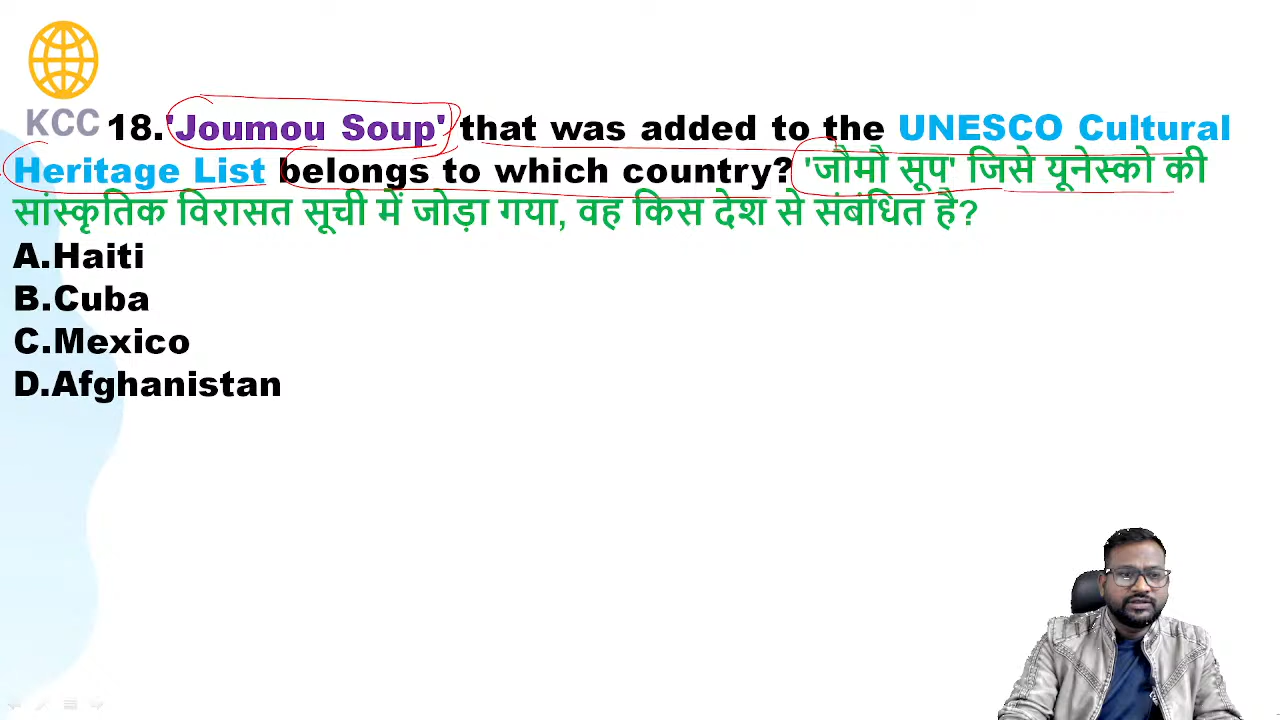 KCC
18.'Joumou Soup' that was added to the UNESCO Cultural
Heritage List belongs to which country? 'जौमौ सूप' जिसे यूनेस्को की
सांस्कृतिक विरासत सूची में जोड़ा गया, वह किस देश से संबंधित है?
A.Haiti
B.Cuba
C.Mexico
D.Afghanistan